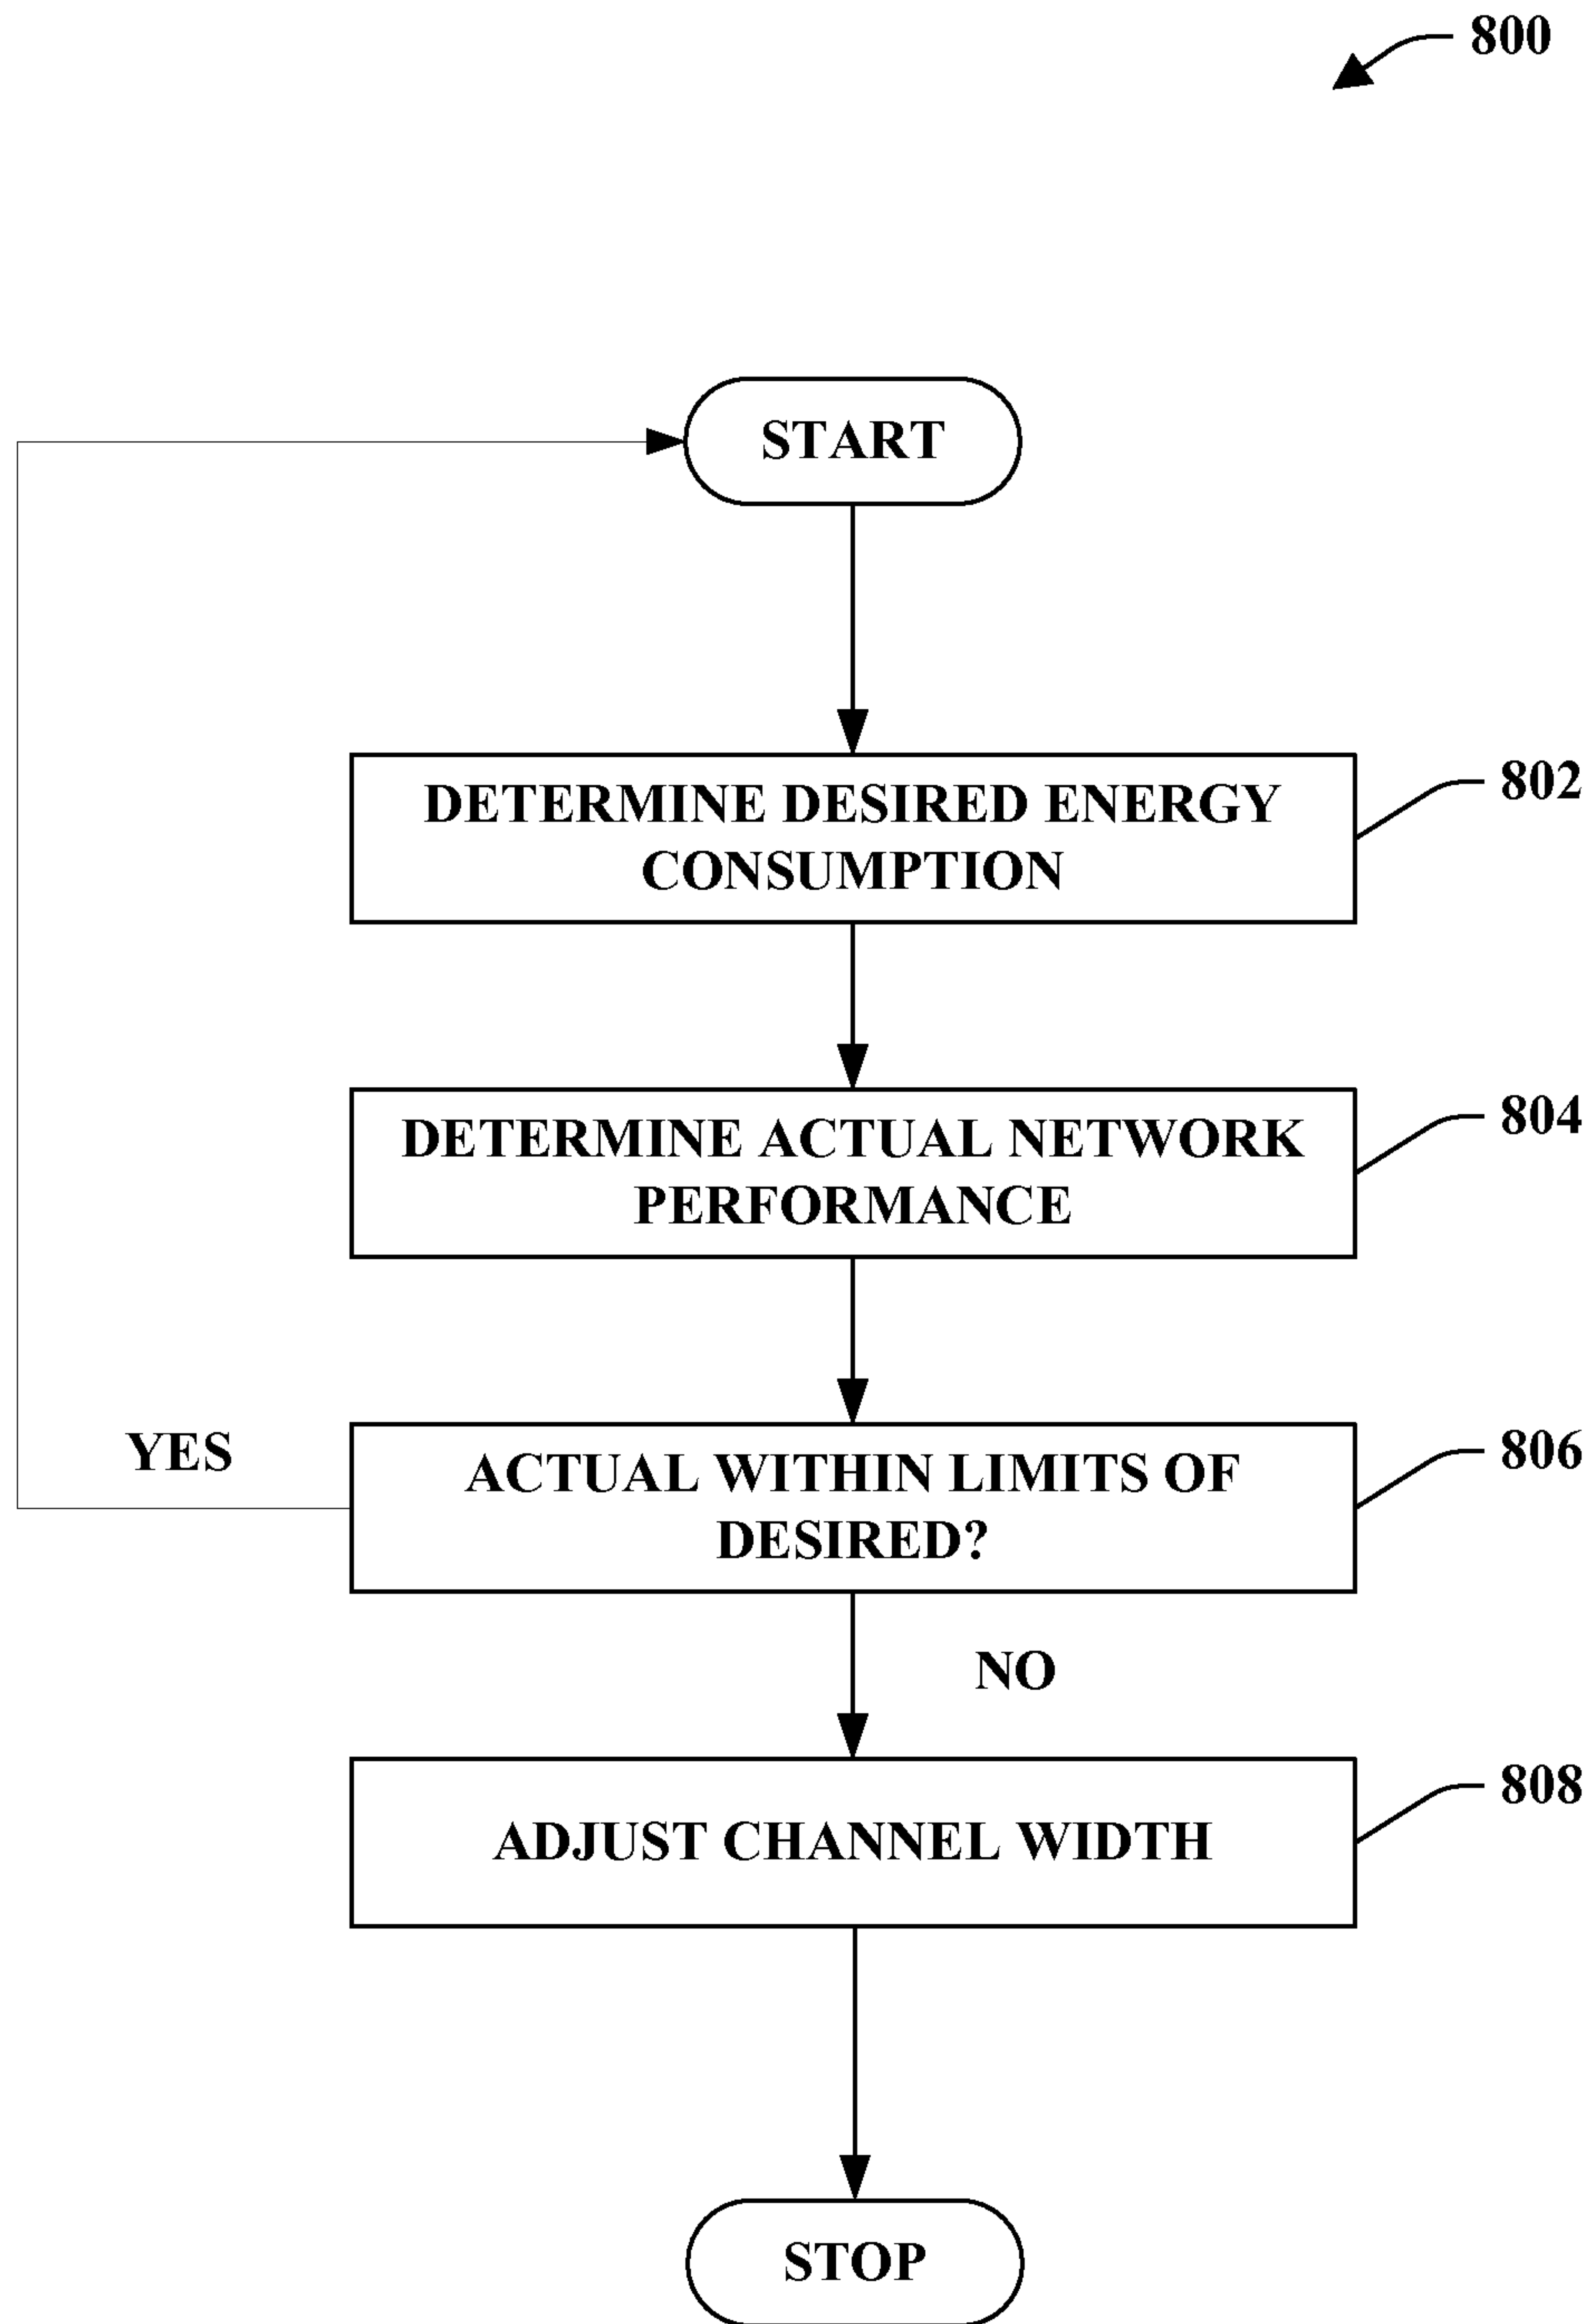 800
START
DETERMINE DESIRED ENERGY
CONSUMPTION
802
DETERMINE ACTUAL NETWORK
PERFORMANCE
804
YES
ACTUAL WITHIN LIMITS OF
DESIRED?
806
NO
ADJUST CHANNEL WIDTH
808
STOP